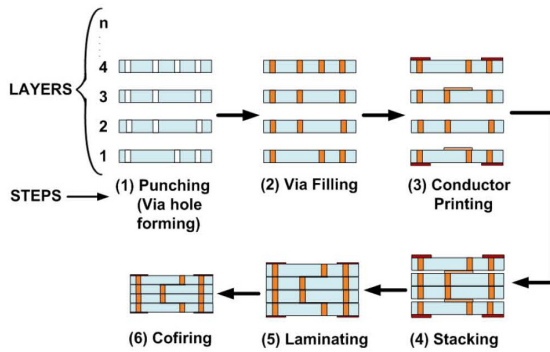 n
4
LAYERS
3
2
1
STEPS
(1) Punching
(Via hole
forming)
(2) Via Filling
(3) Conductor
Printing
(6) Cofiring
(5) Laminating
(4) Stacking